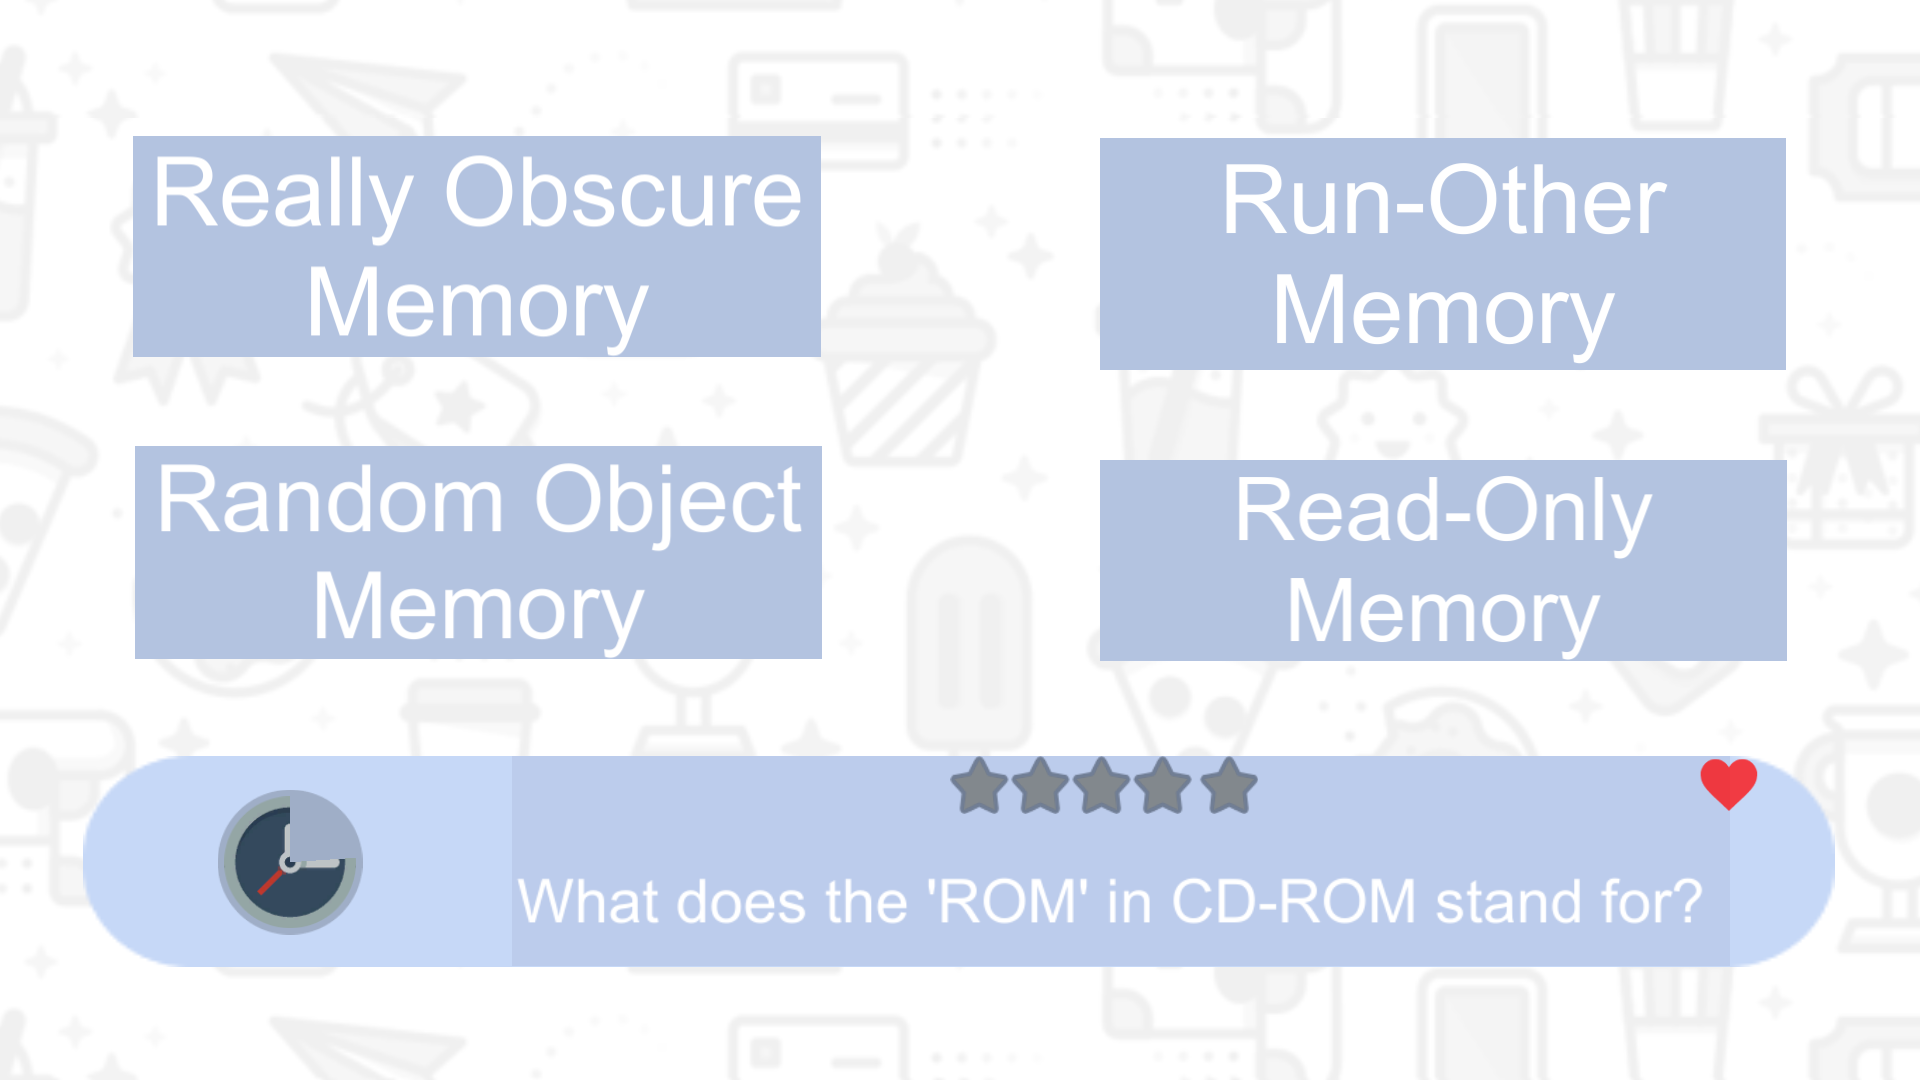 Really Obscure
Memory
Run-Other
Memory
Random Object
Memory
Read-Only
Memory
What does the 'ROM' in CD-ROM stand for?